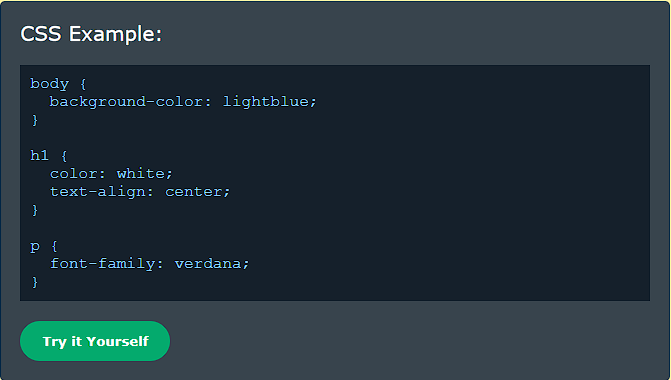 CSS Example:
body {
  background-color: lightblue;
}
h1 {
  color: white;
  text-align: center;
}
p {
  font-family: verdana;
}
Try it Yourself